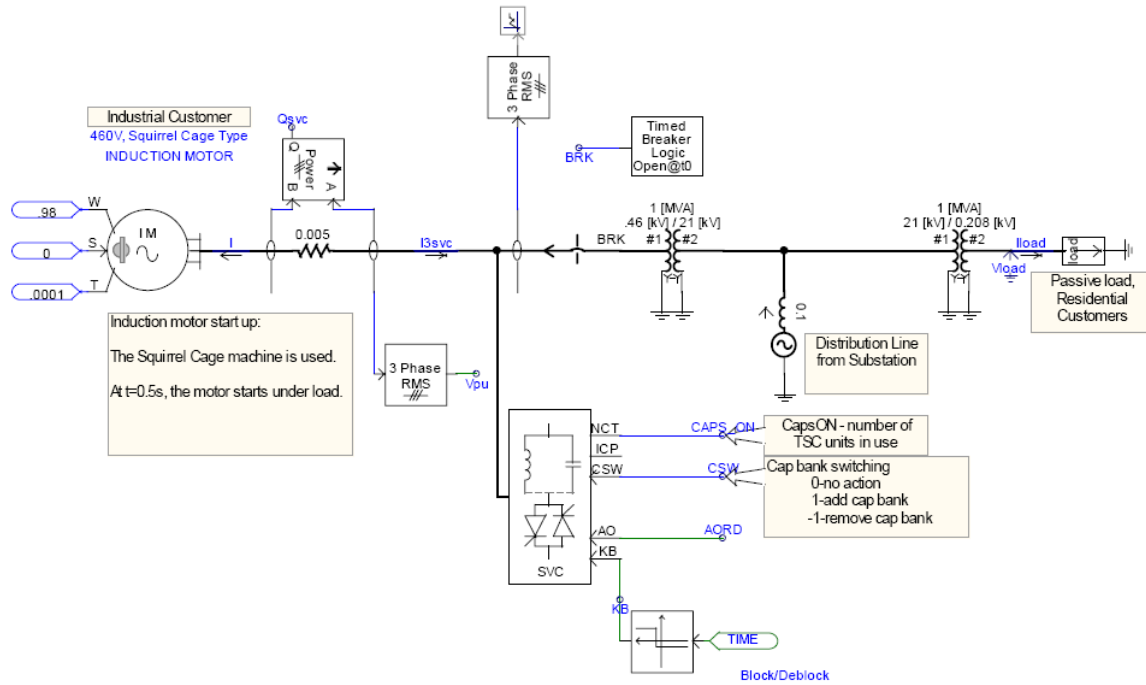 3 Phase
RMS
Industrial Customer
460V, Squirrel Cage Type
INDUCTION MOTOR
Qsvc
Power
Q
B
A
BRK
Timed
Breaker
Logic
Open@t0
.98
W
0
S
.0001
T
IM
I
0.005
I3svc
BRK
1 [MVA]
.46 [kV] / 21 [kV]
#1
#2
1 [MVA]
21 [kV] / 0.208 [kV]
#1
#2
Iload
Vload
load
Passive load,
Residential
Customers
0.1
Distribution Line
from Substation
Induction motor start up:
The Squirrel Cage machine is used.
At t=0.5s, the motor starts under load.
3 Phase
RMS
Vpu
NCT
ICP
CSW
AO
KB
SVC
CAPS_ON
CSW
AORD
CapsON - number of
TSC units in use
Cap bank switching
0-no action
1-add cap bank
-1-remove cap bank
KB
TIME
Block/Deblock